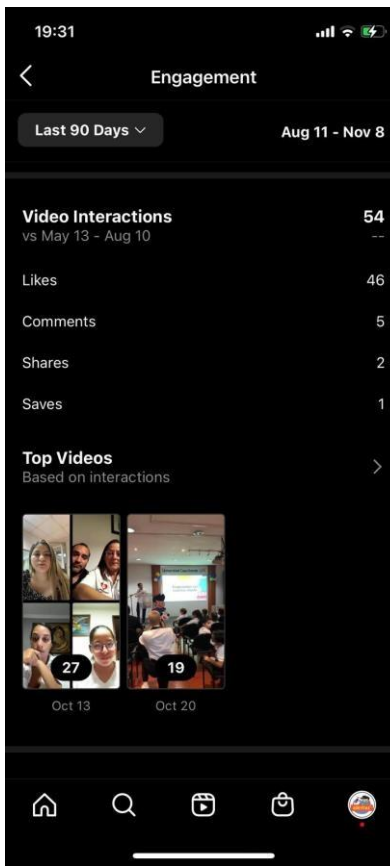 19:31
Engagement
Last 90 Days
Aug 11 - Nov 8
Video Interactions 54
vs May 13 - Aug 10 --
Likes 46
Comments 5
Shares 2
Saves 1
Top Videos
Based on interactions
27 19
Oct 13 Oct 20